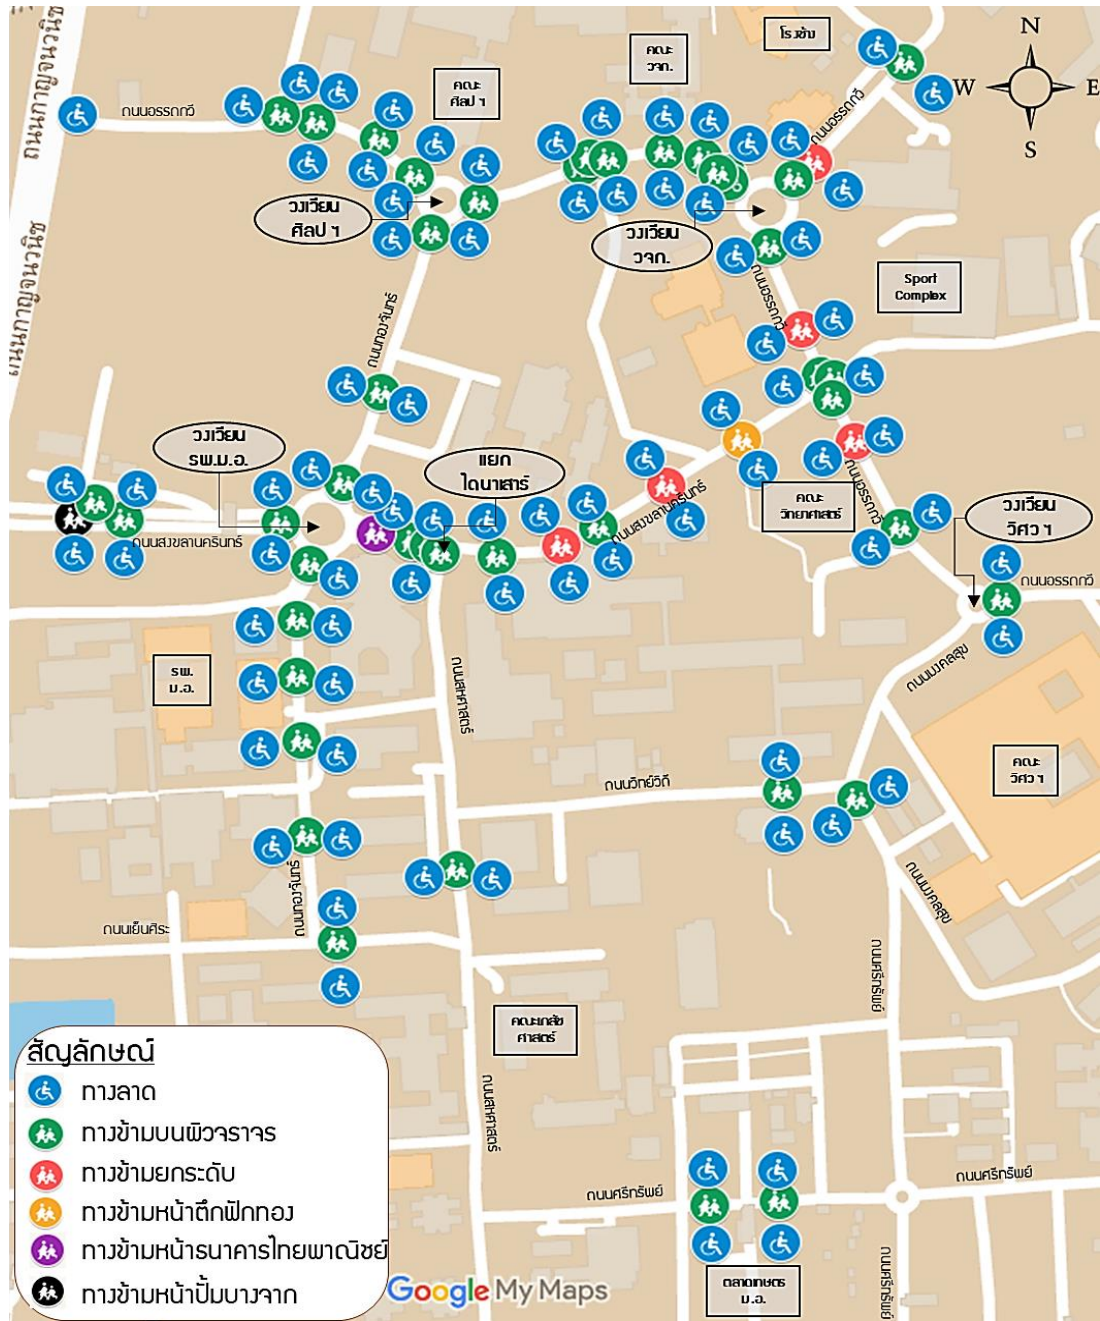 N
โรงช้าง
คณะ
วจก.
คณะ
ศิลป ฯ
W
E
ถนนกาญจนวนิช
ถนนอรรถกวี
ถนนอรรถกวี
S
วงเวียน
ศิลป ฯ
วงเวียน
วจก.
ถนนกาญจนวนิช
ถนนอรรถกวี
Sport
Complex
ถนนทองจันทร์
วงเวียน
รพ.ม.อ.
แยก
ไดนาเสาร์
คณะ
วิทยาศาสตร์
ถนนอรรถกวี
วงเวียน
วิศว ฯ
ถนนสงขลานครินทร์
ถนนสงขลานครินทร์
ถนนอรรถกวี
รพ.
ม.อ.
ถนนสหศาสตร์
ถนนมงคลสุข
คณะ
วิศว ฯ
ถนนวิทย์วิถี
ถนนทองจันทร์
ถนนมงคลสุข
ถนนเย็นศิระ
ถนนศรีทรัพย์
คณะเภสัช
ศาสตร์
สัญลักษณ์
ทางลาด
ทางข้ามบนผิวจราจร
ทางข้ามยกระดับ
ทางข้ามหน้าตึกฟักทอง
ทางข้ามหน้าธนาคารไทยพาณิชย์
ทางข้ามหน้าปั้มบางจาก
ถนนสหศาสตร์
ถนนศรีทรัพย์
ถนนศรีทรัพย์
ตลาดเกษตร
ม.อ.
ถนนศรีทรัพย์
Google My Maps